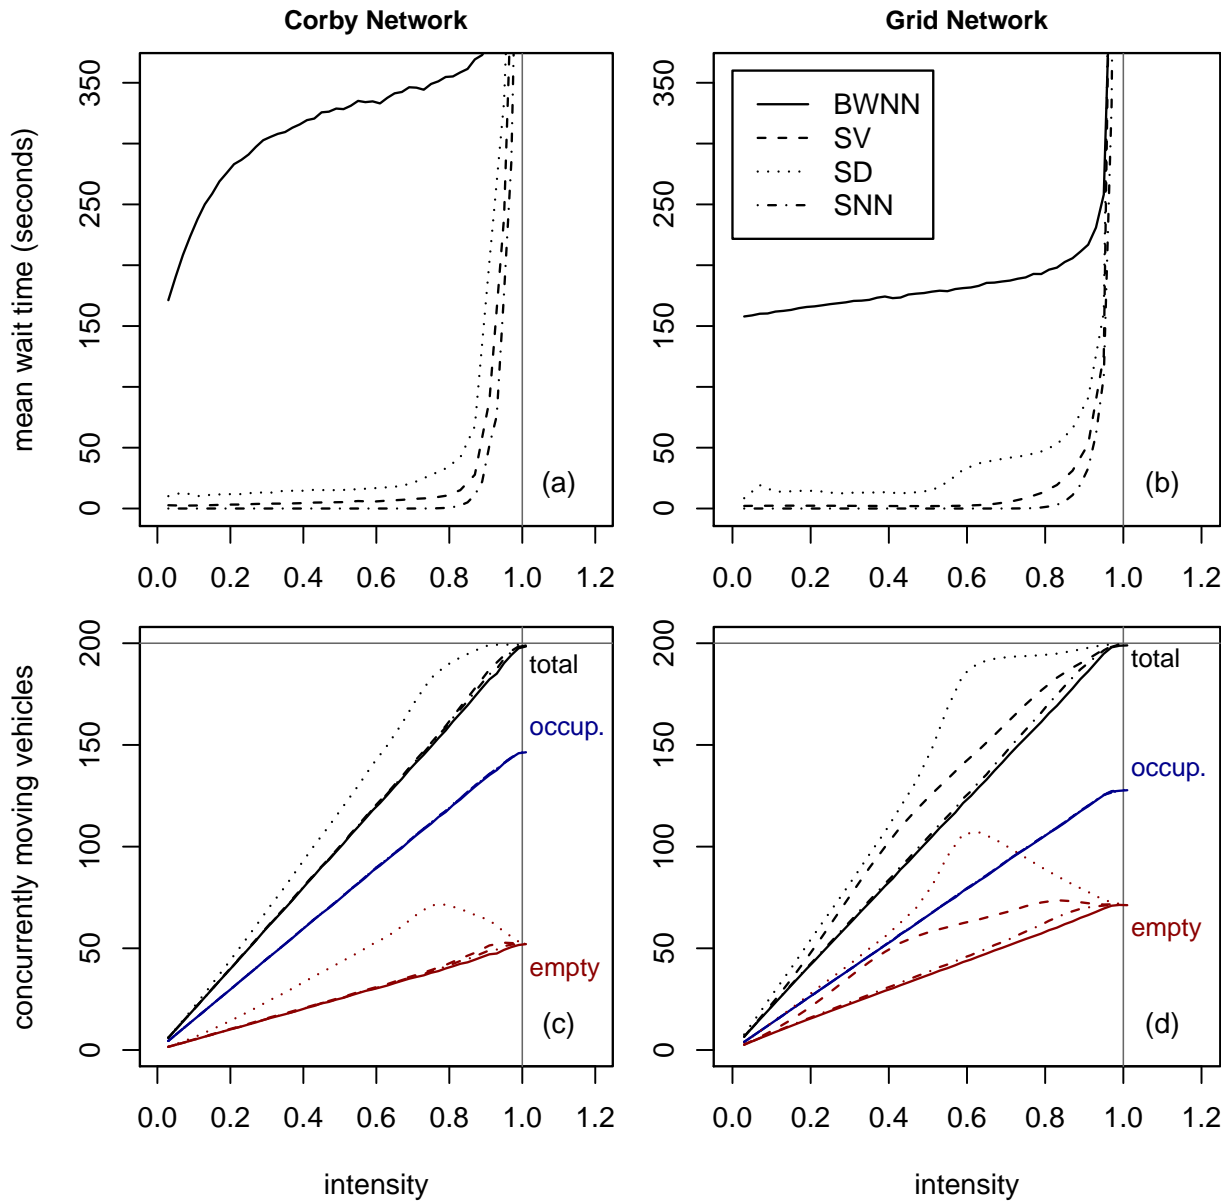 Corby Network
Grid Network
mean wait time (seconds)
350
250
150
50
0
0.0 0.2 0.4 0.6 0.8 1.0 1.2
(a)
350
250
150
50
0
BWNN
SV
SD
SNN
(b)
0.0 0.2 0.4 0.6 0.8 1.0 1.2
concurrently moving vehicles
200
150
100
50
0
total
occup.
empty
(c)
0.0 0.2 0.4 0.6 0.8 1.0 1.2
intensity
200
150
100
50
0
total
occup.
empty
(d)
0.0 0.2 0.4 0.6 0.8 1.0 1.2
intensity